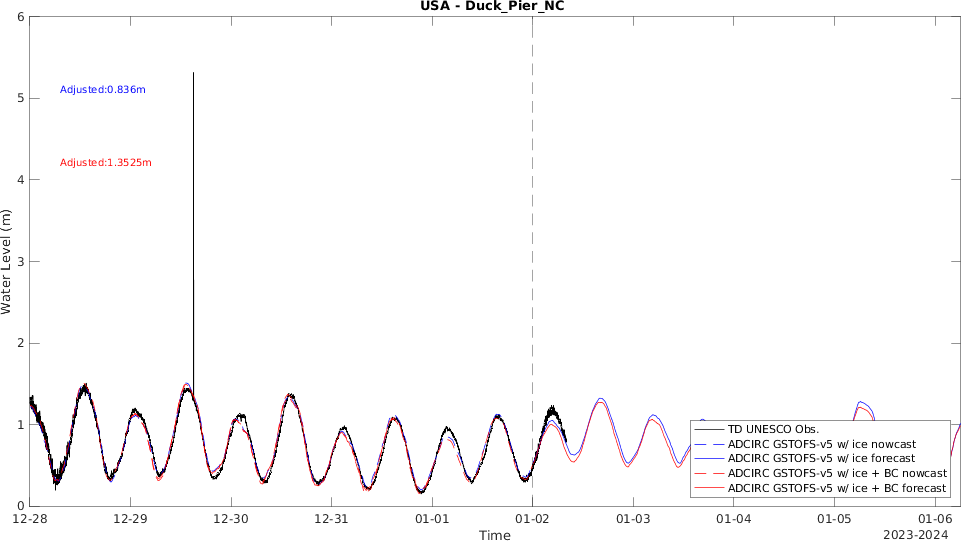 USA - Duck_Pier_NC
6
5
4
3
2
1
0
Water Level (m)
Adjusted:0.836m
Adjusted:1.3525m
TD UNESCO Obs.
ADCIRC GSTOFS-v5 w/ ice nowcast
ADCIRC GSTOFS-v5 w/ ice forecast
ADCIRC GSTOFS-v5 w/ ice + BC nowcast
ADCIRC GSTOFS-v5 w/ ice + BC forecast
12-28 12-29 12-30 12-31 01-01 01-02 01-03 01-04 01-05 01-06
Time
2023-2024